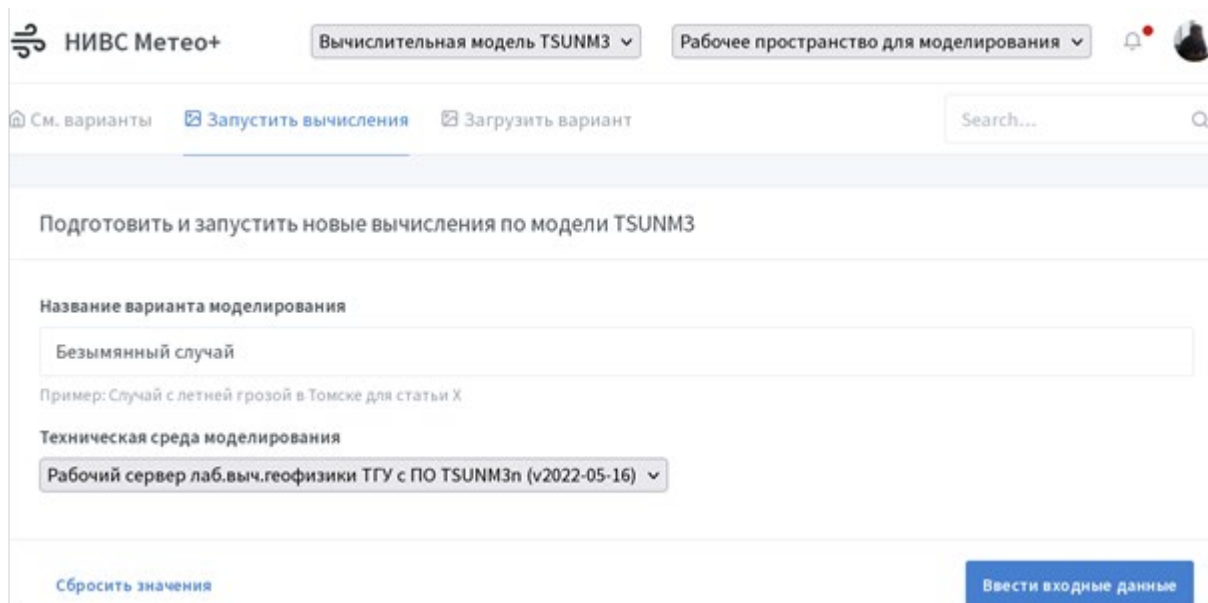 НИВС Метео+ Вычислительная модель TSUNM3 Рабочее пространство для моделирования
См. варианты Запустить вычисления Загрузить вариант Search...
Подготовить и запустить новые вычисления по модели TSUNM3
Название варианта моделирования
Безымянный случай
Пример: Случай с летней грозой в Томске для статьи X
Техническая среда моделирования
Рабочий сервер лаб.выч.геофизики ТГУ с ПО TSUNM3n (v2022-05-16)
Сбросить значения Ввести входные данные